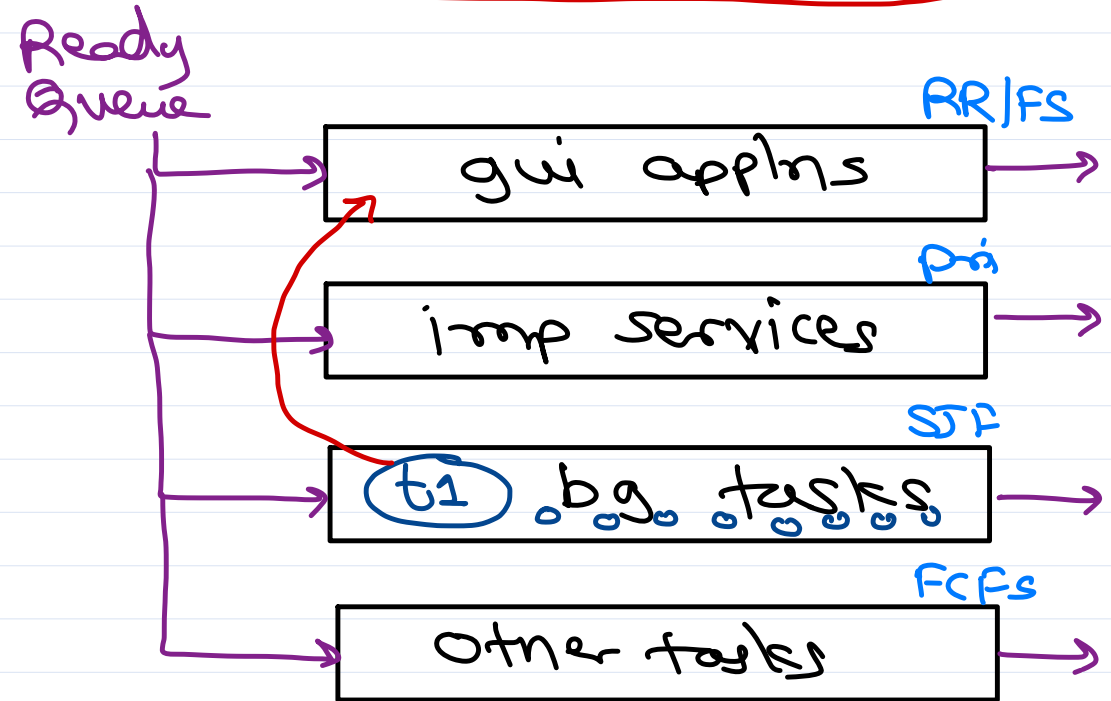 Ready
Queue
RR/FS
gui applns
pri
imp services
SJF
t1 bg tasks
FCFS
other tasks